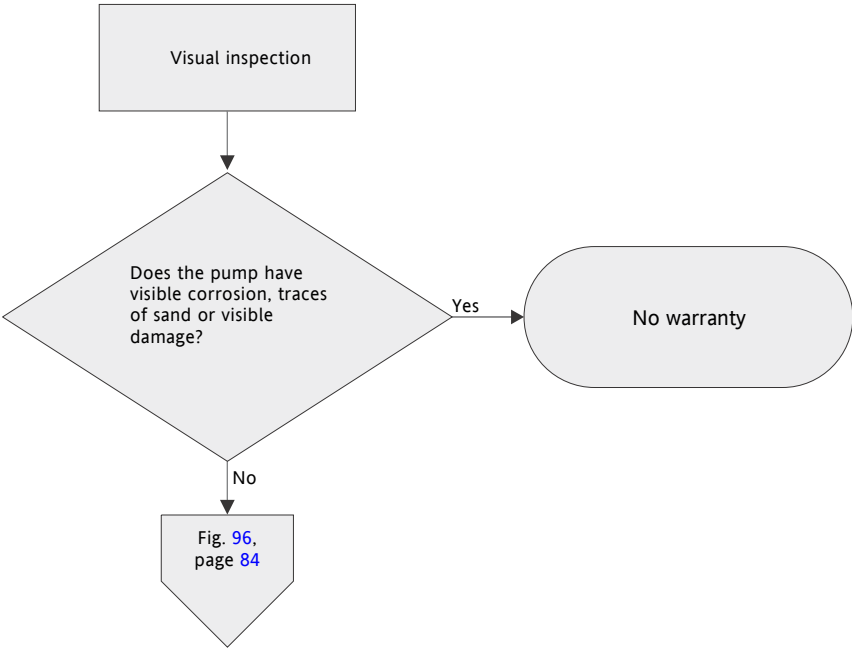 Visual inspection
Does the pump have
visible corrosion, traces
of sand or visible
damage?
Yes
No warranty
No
Fig. 96,
page 84